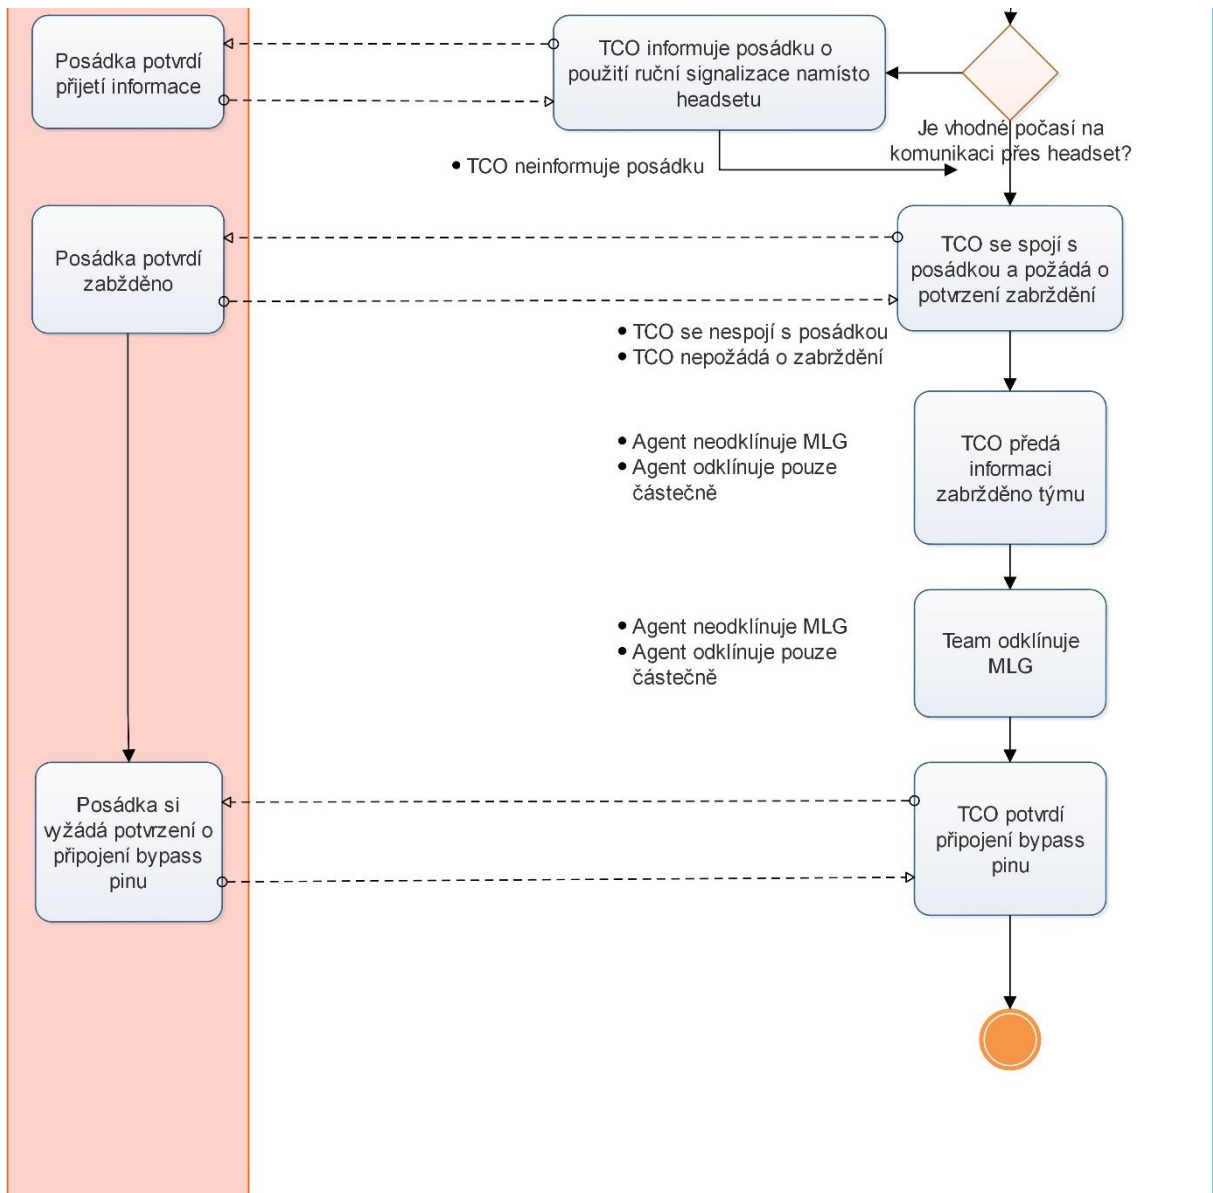 Posádka potvrdí
přijetí informace
TCO informuje posádku o
použití ruční signalizace namísto
headsetu
Je vhodné počasí na
komunikaci přes headset?
• TCO neinformuje posádku
Posádka potvrdí
zabžděno
TCO se spojí s
posádkou a požádá o
potvrzení zabrždění
• TCO se nespojí s posádkou
• TCO nepožádá o zabrždění
• Agent neodklínuje MLG
• Agent odklínuje pouze
částečně
TCO předá
informaci
zabržděno týmu
• Agent neodklínuje MLG
• Agent odklínuje pouze
částečně
Team odklínuje
MLG
Posádka si
vyžádá potvrzení o
připojení bypass
pinu
TCO potvrdí
připojení bypass
pinu